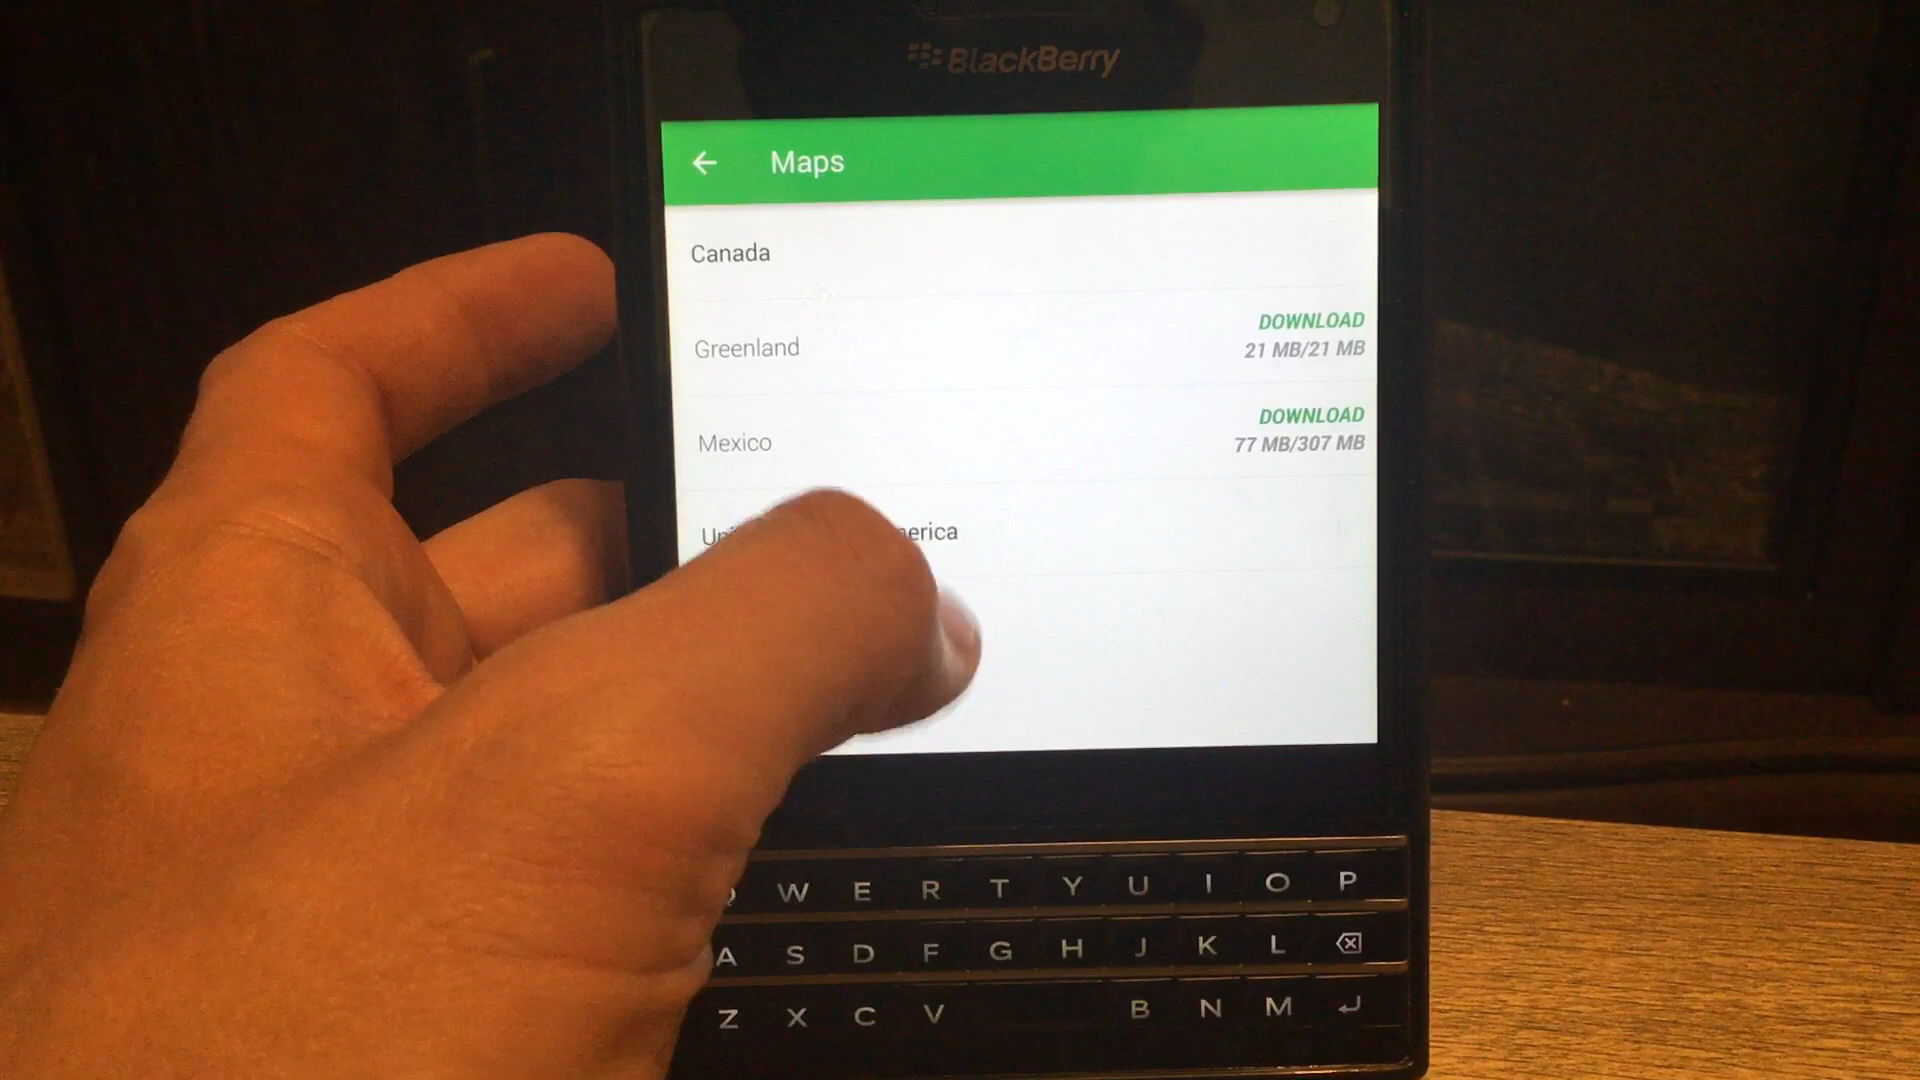 BlackBerry
Maps
Canada
Greenland
DOWNLOAD
21 MB/21 MB
Mexico
DOWNLOAD
77 MB/307 MB
W E R T Y U I O P
A S D F G H J K L
Z X C V B N M